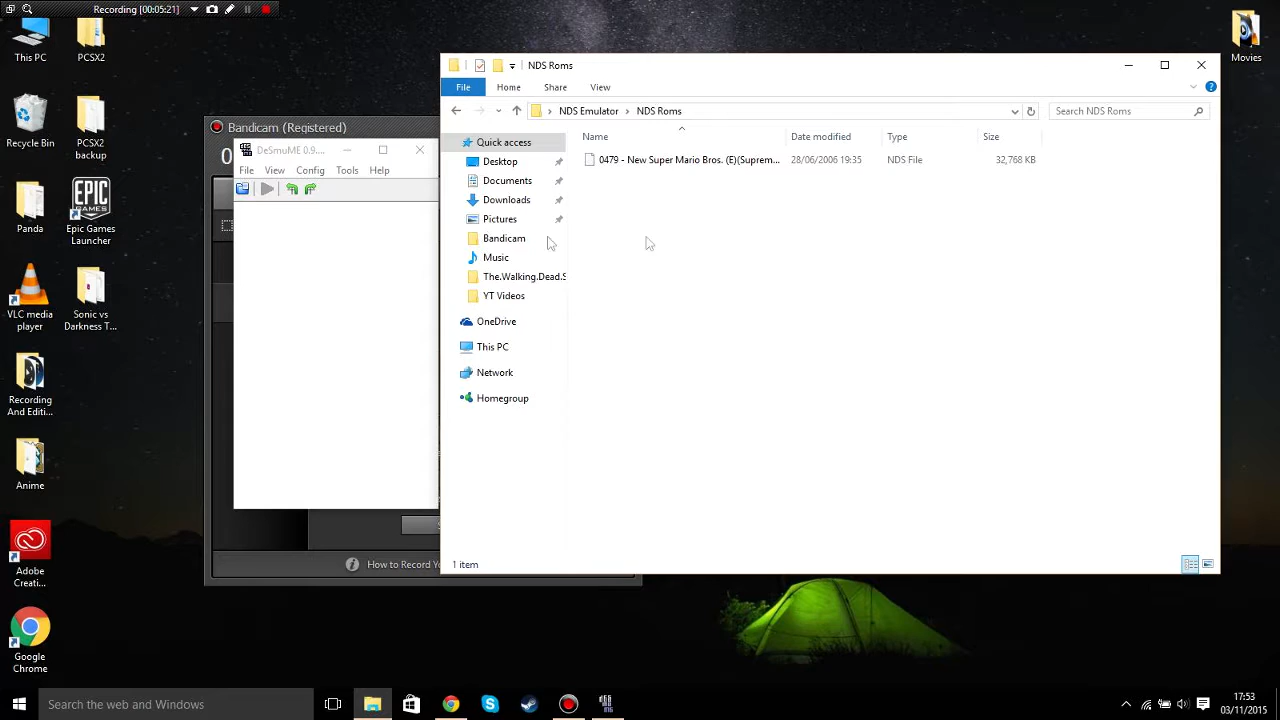 Recording [00:05:21]
This PC
PCSX2
Recycle Bin
PCSX2 backup
Panda
EPIC GAMES
Epic Games Launcher
VLC media player
Sonic vs Darkness T...
Recording And Editi...
Anime
Adobe Creati...
Google Chrome
Movies
Bandicam (Registered)
DeSmuME 0.9....
File View Config Tools Help
How to Record Yo
NDS Roms
File Home Share View
NDS Emulator NDS Roms
Search NDS Roms
Name Date modified Type Size
0479 - New Super Mario Bros. (E)(Suprem... 28/06/2006 19:35 NDS File 32,768 KB
Quick access
Desktop
Documents
Downloads
Pictures
Bandicam
Music
The.Walking.Dead.S
YT Videos
OneDrive
This PC
Network
Homegroup
1 item
Search the web and Windows
17:53
03/11/2015